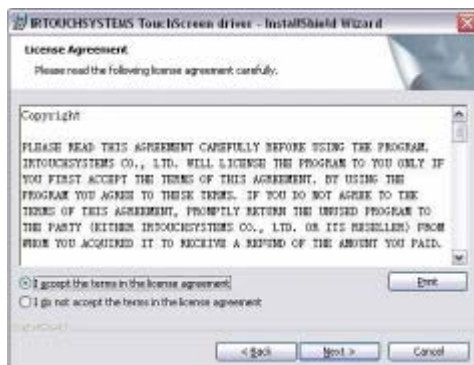 IRTOUCHSYSTEMS TouchScreen driver - InstallShield Wizard
License Agreement
Please read the following license agreement carefully.
Copyright
PLEASE READ THIS AGREEMENT CAREFULLY BEFORE USING THE PROGRAM.
IRTOUCHSYSTEMS CO., LTD. WILL LICENSE THE PROGRAM TO YOU ONLY IF
YOU FIRST ACCEPT THE TERMS OF THIS AGREEMENT. BY USING THE
PROGRAM YOU AGREE TO THESE TERMS. IF YOU DO NOT AGREE TO THE
TERMS OF THIS AGREEMENT, PROMPTLY RETURN THE UNUSED PROGRAM TO
THE PARTY (EITHER IRTOUCHSYSTEMS CO., LTD. OR ITS RESELLER) FROM
WHOM YOU ACQUIRED IT TO RECEIVE A REFUND OF THE AMOUNT YOU PAID.
I accept the terms in the license agreement
Print
I do not accept the terms in the license agreement
InstallShield
< Back Next > Cancel